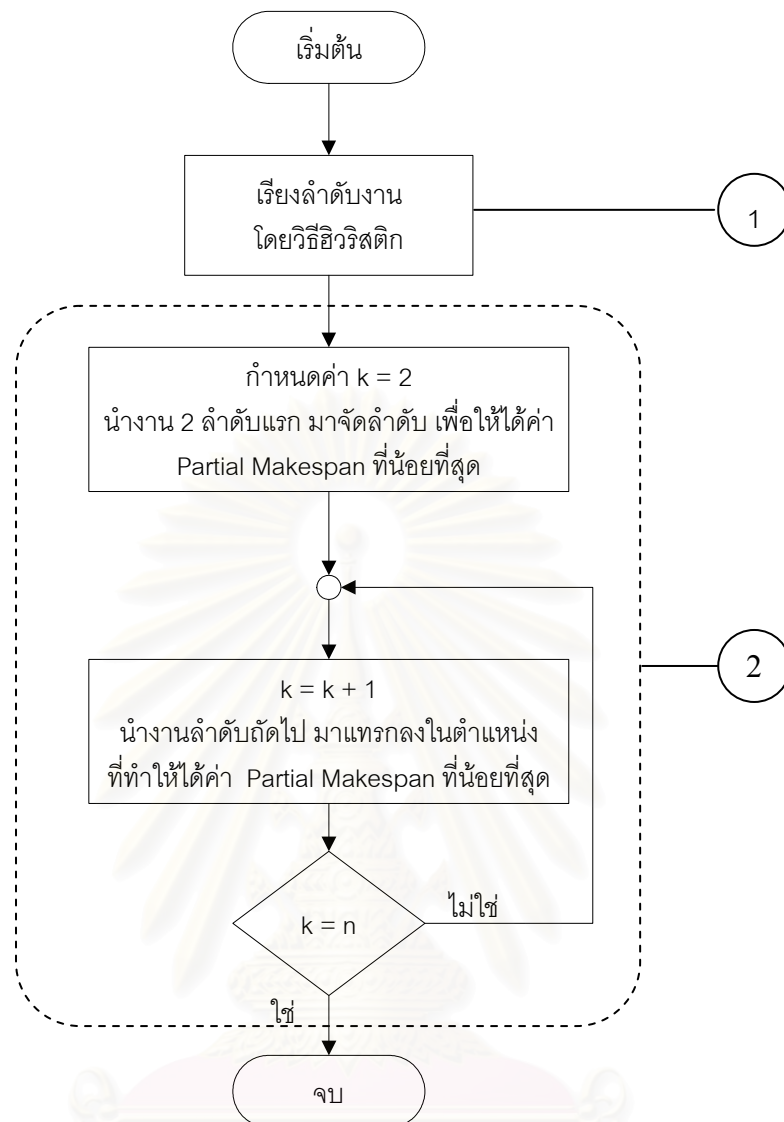 เริ่มต้น
เรียงลำดับงาน
โดยวิธีฮิวริสติก
1
กำหนดค่า k = 2
นำงาน 2 ลำดับแรก มาจัดลำดับ เพื่อให้ได้ค่า
Partial Makespan ที่น้อยที่สุด
k = k + 1
นำงานลำดับถัดไป มาแทรกลงในตำแหน่ง
ที่ทำให้ได้ค่า Partial Makespan ที่น้อยที่สุด
2
k = n
ไม่ใช่
ใช่
จบ